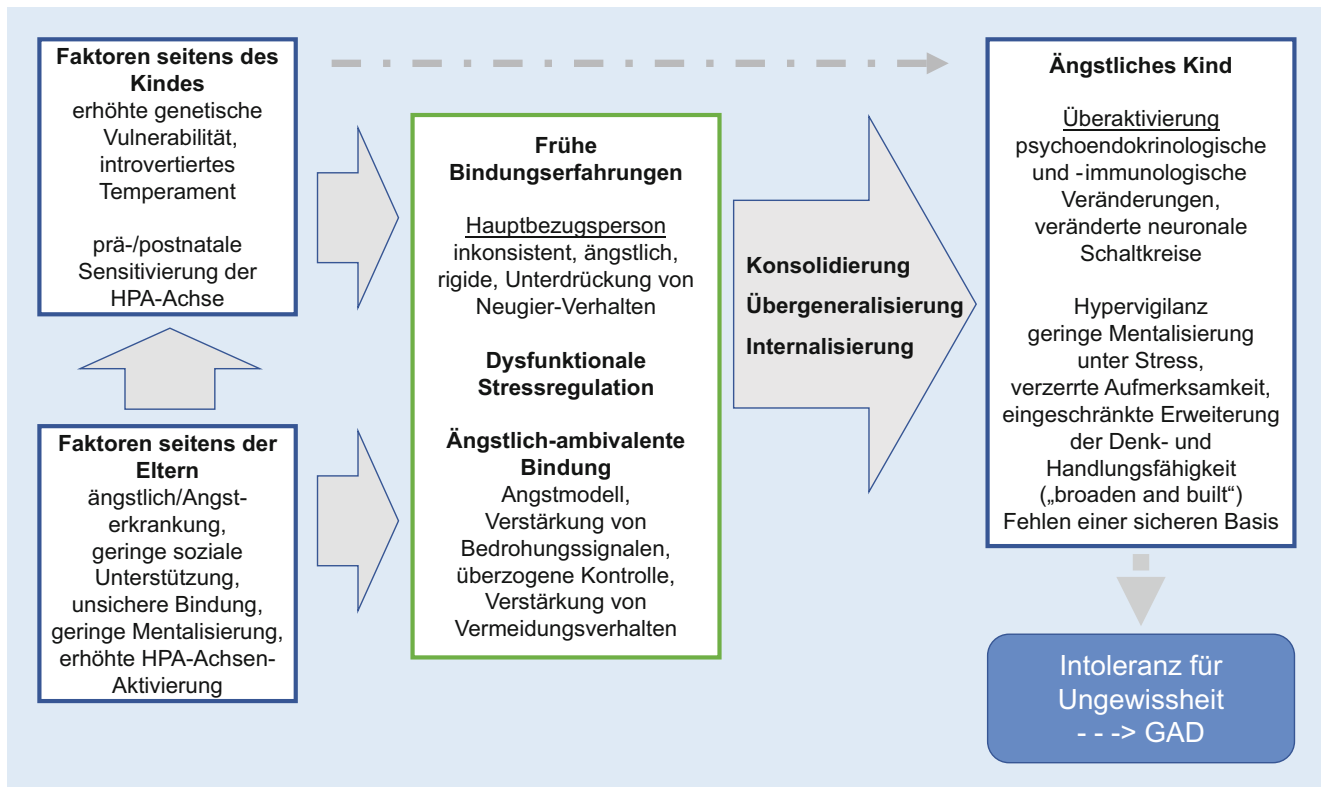 Faktoren seitens des
Kindes
erhöhte genetische
Vulnerabilität,
introvertiertes
Temperament
prä-/postnatale
Sensitivierung der
HPA-Achse
Faktoren seitens der
Eltern
ängstlich/Angst-
erkrankung,
geringe soziale
Unterstützung,
unsichere Bindung,
geringe Mentalisierung,
erhöhte HPA-Achsen-
Aktivierung
Frühe
Bindungserfahrungen
Hauptbezugsperson
inkonsistent, ängstlich,
rigide, Unterdrückung von
Neugier-Verhalten
Dysfunktionale
Stressregulation
Ängstlich-ambivalente
Bindung
Angstmodell,
Verstärkung von
Bedrohungssignalen,
überzogene Kontrolle,
Verstärkung von
Vermeidungsverhalten
Konsolidierung
Übergeneralisierung
Internalisierung
Ängstliches Kind
Überaktivierung
psychoendokrinologische
und -immunologische
Veränderungen,
veränderte neuronale
Schaltkreise
Hypervigilanz
geringe Mentalisierung
unter Stress,
verzerrte Aufmerksamkeit,
eingeschränkte Erweiterung
der Denk- und
Handlungsfähigkeit
(„broaden and built“)
Fehlen einer sicheren Basis
Intoleranz für
Ungewissheit
- - -> GAD